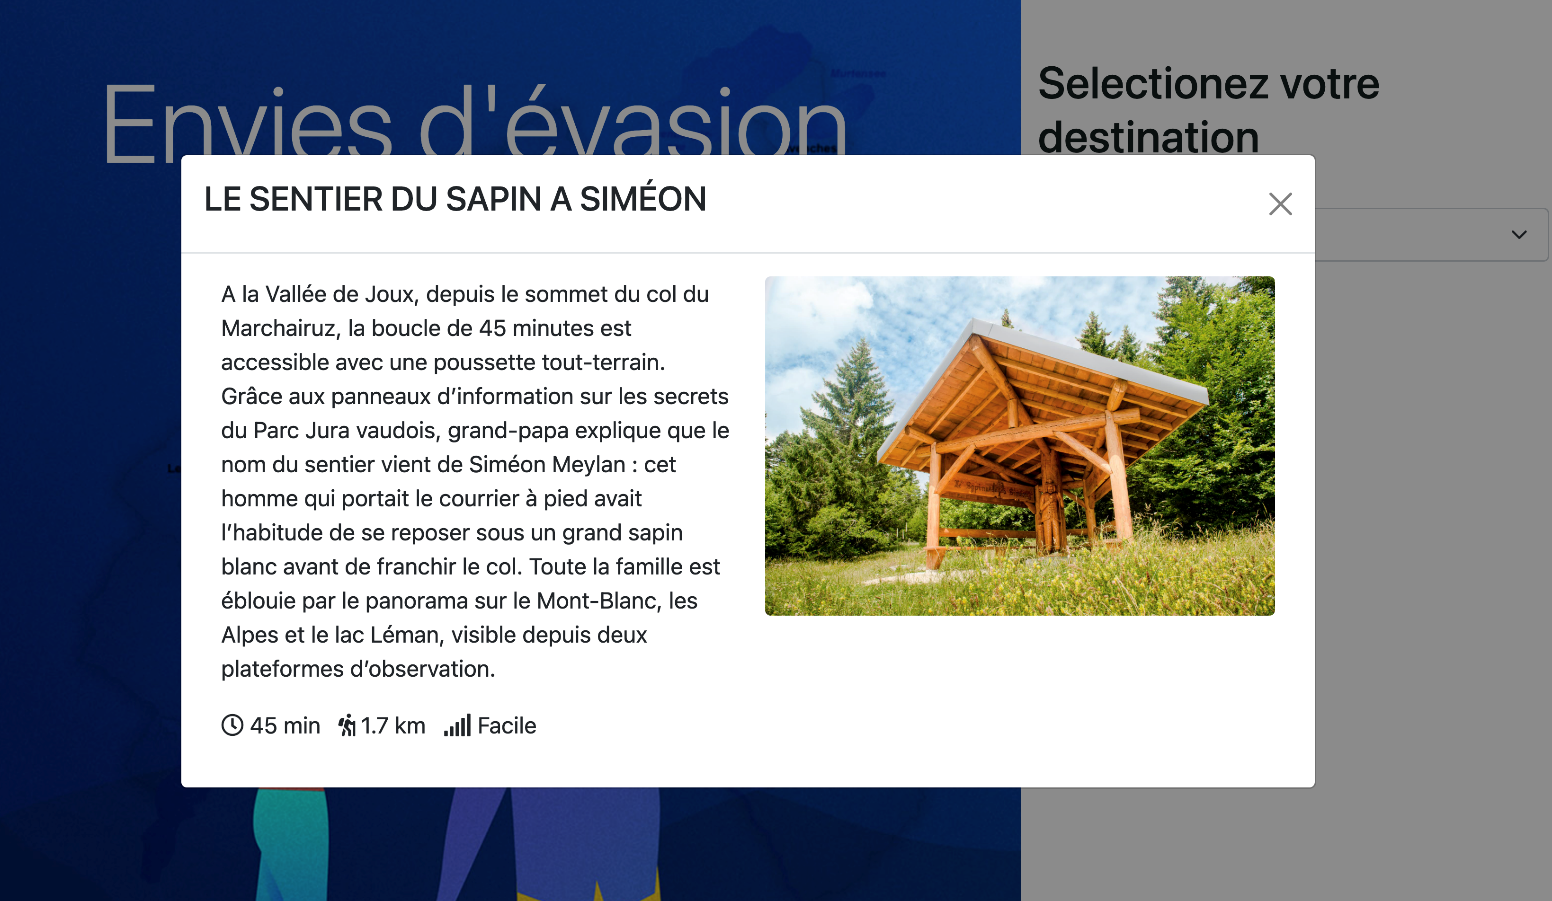 Envies d'évasion
Selectionez votre
destination
LE SENTIER DU SAPIN A SIMÉON
A la Vallée de Joux, depuis le sommet du col du
Marchairuz, la boucle de 45 minutes est
accessible avec une poussette tout-terrain.
Grâce aux panneaux d’information sur les secrets
du Parc Jura vaudois, grand-papa explique que le
nom du sentier vient de Siméon Meylan : cet
homme qui portait le courrier à pied avait
l’habitude de se reposer sous un grand sapin
blanc avant de franchir le col. Toute la famille est
éblouie par le panorama sur le Mont-Blanc, les
Alpes et le lac Léman, visible depuis deux
plateformes d’observation.
45 min 1.7 km Facile